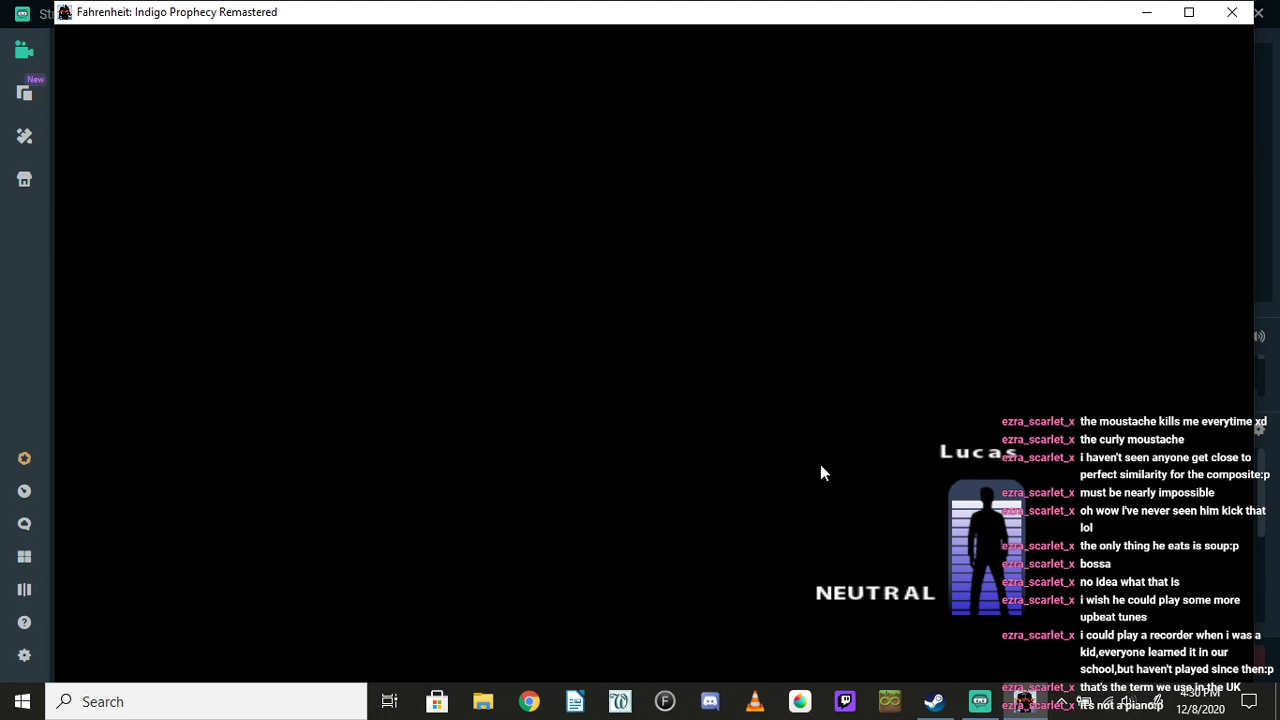 St
Fahrenheit: Indigo Prophecy Remastered
New
ezra_scarlet_x the moustache kills me everytime xd
ezra_scarlet_x the curly moustache
Lucas
ezra_scarlet_x i haven't seen anyone get close to
perfect similarity for the composite:p
ezra_scarlet_x must be nearly impossible
ezra_scarlet_x oh wow i've never seen him kick that
lol
ezra_scarlet_x the only thing he eats is soup:p
ezra_scarlet_x bossa
ezra_scarlet_x no idea what that is
NEUTRAL
ezra_scarlet_x i wish he could play some more
upbeat tunes
ezra_scarlet_x i could play a recorder when i was a
kid,everyone learned it in our
school,but haven't played since then:p
ezra_scarlet_x that's the term we use in the UK
ezra_scarlet_x it's not a piano:p
Search
4:30 PM
12/8/2020